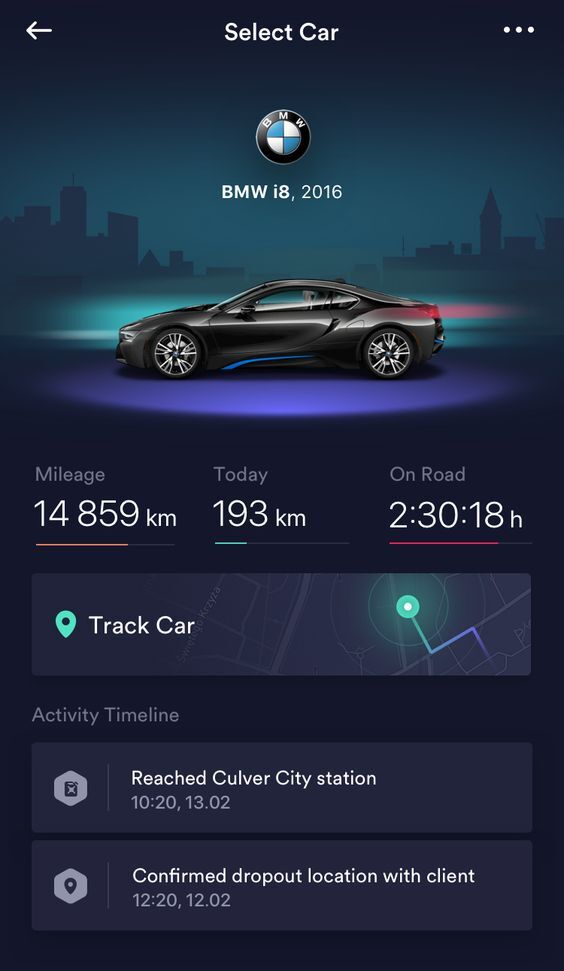 Select Car
BMW
BMW i8, 2016
Mileage
Today
On Road
14 859 km
193 km
2:30:18 h
Track Car
Activity Timeline
Reached Culver City station
10:20, 13.02
Confirmed dropout location with client
12:20, 12.02